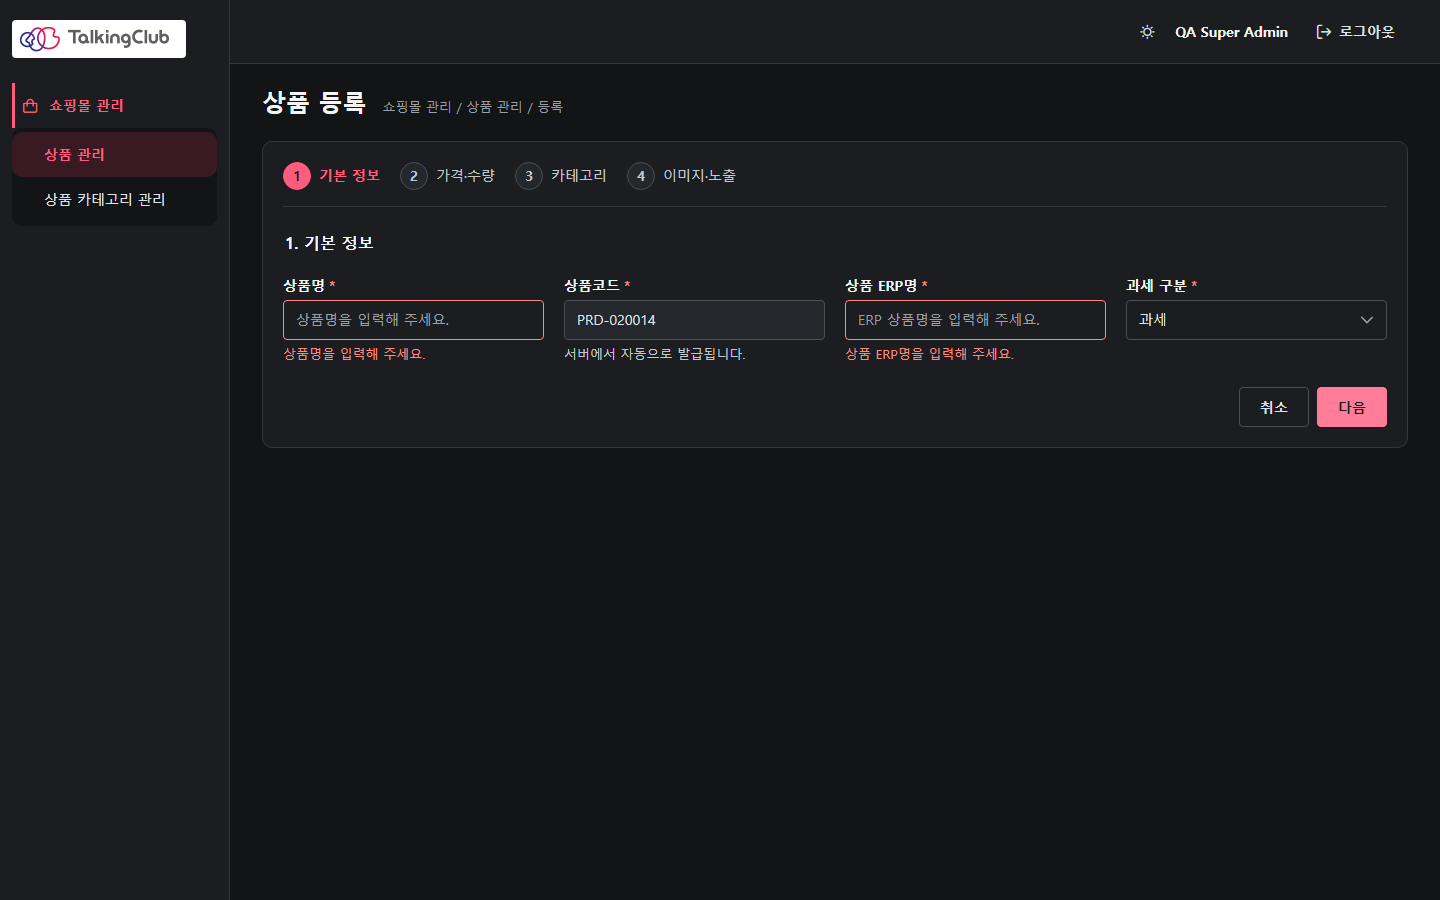 TalkingClub
QA Super Admin
로그아웃
쇼핑몰 관리
상품 관리
상품 카테고리 관리
상품 등록
쇼핑몰 관리 / 상품 관리 / 등록
1 기본 정보
2 가격·수량
3 카테고리
4 이미지·노출
1. 기본 정보
상품명 *
상품코드 *
상품 ERP명 *
과세 구분 *
상품명을 입력해 주세요.
PRD-020014
ERP 상품명을 입력해 주세요.
과세
상품명을 입력해 주세요.
서버에서 자동으로 발급됩니다.
상품 ERP명을 입력해 주세요.
취소
다음